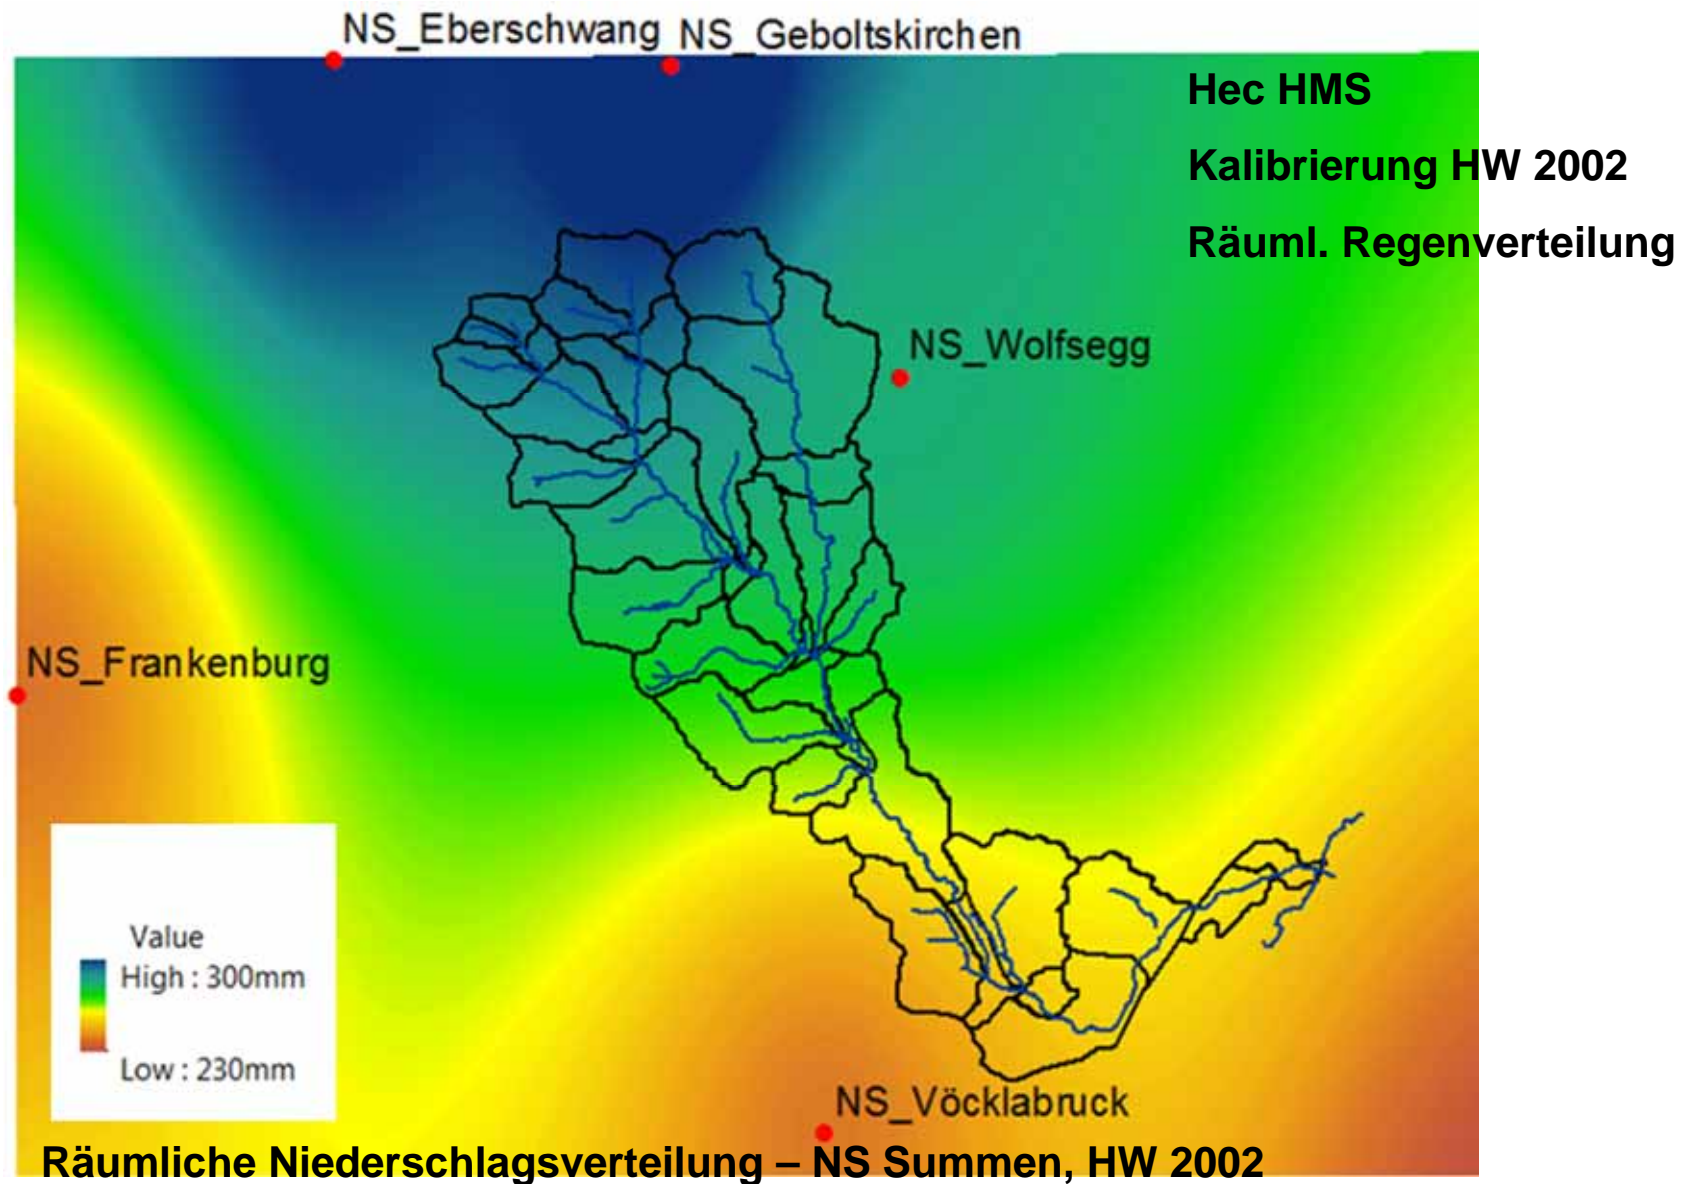 NS_Eberschwang
NS_Geboltskirchen
Hec HMS
Kalibrierung HW 2002
Räuml. Regenverteilung
NS_Wolfsegg
NS_Frankenburg
Value
High : 300mm
Low : 230mm
NS_Vöcklabruck
Räumliche Niederschlagsverteilung – NS Summen, HW 2002